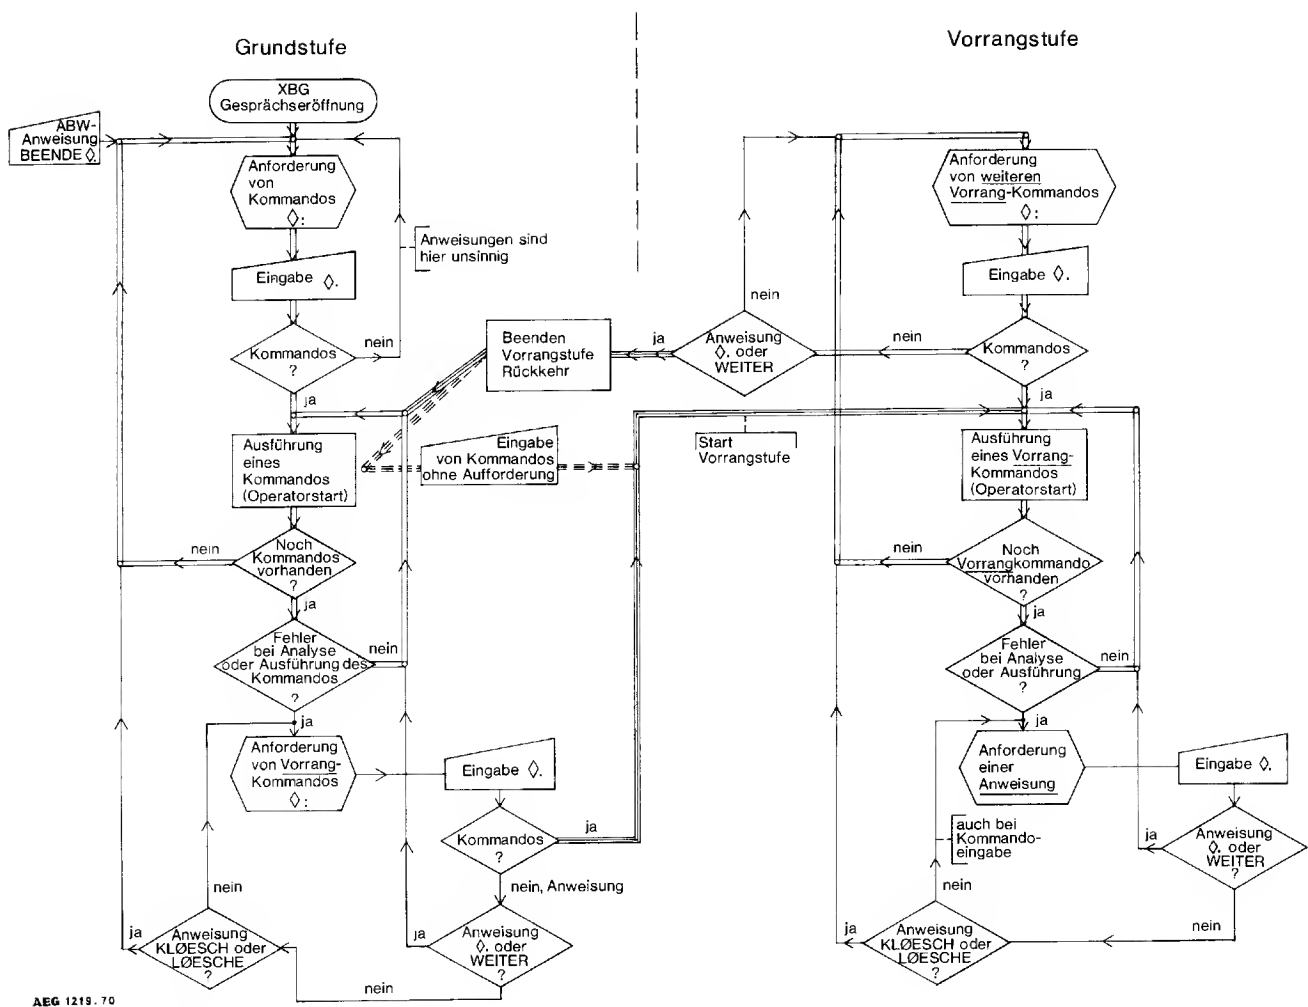 Grundstufe
Vorrangstufe
XBG
Gesprächseröffnung
ABW-
Anweisung
BEENDE ◊.
Anforderung
von
Kommandos
◊:
Anweisungen sind
hier unsinnig
Eingabe ◊.
nein
Kommandos
?
ja
Ausführung
eines
Kommandos
(Operatorstart)
nein
Noch
Kommandos
vorhanden
?
ja
Fehler
bei Analyse
oder Ausführung des
Kommandos
?
nein
ja
Anforderung
von Vorrang-
Kommandos
◊:
Eingabe ◊.
Kommandos
?
ja
nein, Anweisung
Anweisung
◊. oder
WEITER
?
ja
nein
Anweisung
KLØESCH oder
LØESCHE
?
nein
ja
Beenden
Vorrangstufe
Rückkehr
Eingabe
von Kommandos
ohne Aufforderung
Start
Vorrangstufe
Anforderung
von weiteren
Vorrang-Kommandos
◊:
Eingabe ◊.
Kommandos
?
nein
ja
Anweisung
◊. oder
WEITER
nein
ja
Ausführung
eines Vorrang-
Kommandos
(Operatorstart)
nein
Noch
Vorrangkommando
vorhanden
?
ja
Fehler
bei Analyse
oder Ausführung
?
nein
ja
Anforderung
einer
Anweisung
Eingabe ◊.
Anweisung
◊. oder
WEITER
?
ja
nein
auch bei
Kommando-
eingabe
nein
Anweisung
KLØESCH oder
LØESCHE
?
ja
AEG 1219.70